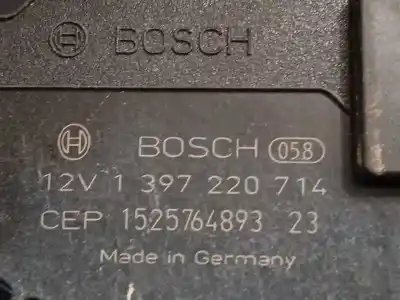 BOSCH
BOSCH 058
12V 1 397 220 714
CEP 1525764893 23
Made in Germany